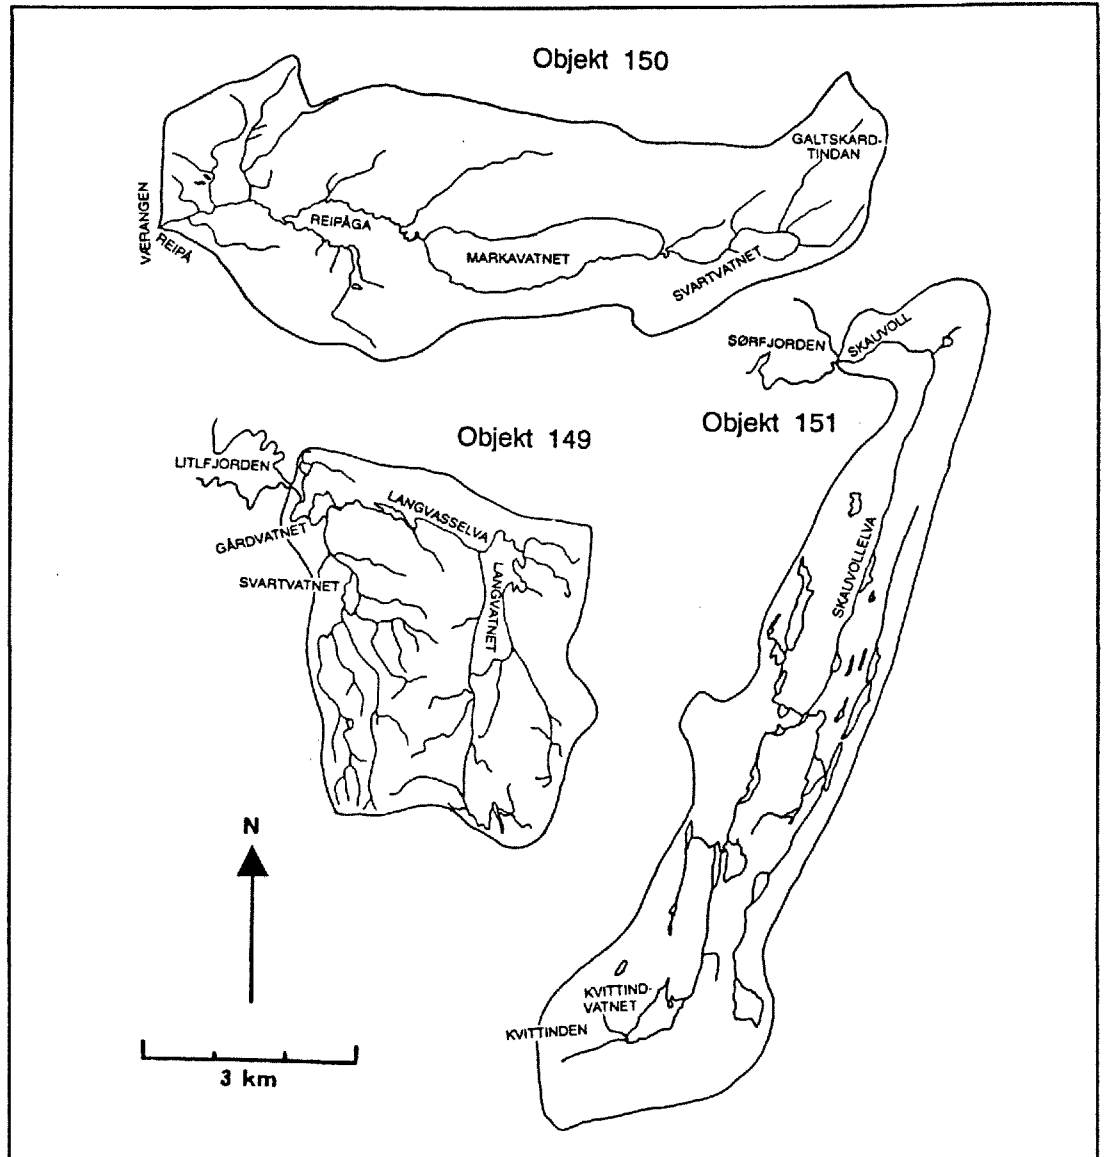 Objekt 150
GALTSKARD-
TINDAN
VÆRANGEN
REIPÅ
REIPÅGA
MARKAVATNET
SVARTVATNET
SØRFJORDEN
SKAUVOLL
Objekt 149
Objekt 151
LITLFJORDEN
LANGVASSELVA
GÅRDVATNET
SVARTVATNET
LANGVATNET
SKAUVOLLELVA
N
KVITTIND-
VATNET
KVITTINDEN
3 km